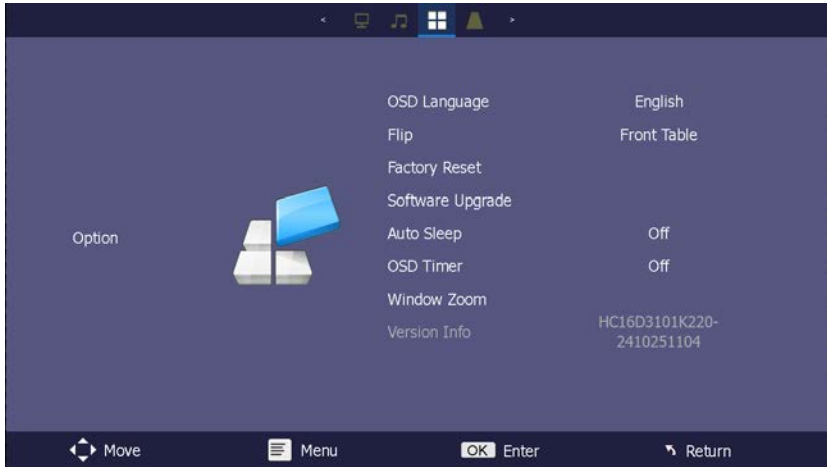 OSD Language English
Flip Front Table
Factory Reset
Software Upgrade
Option
Auto Sleep Off
OSD Timer Off
Window Zoom
Version Info HC16D3101K220-
2410251104
Move Menu OK Enter Return